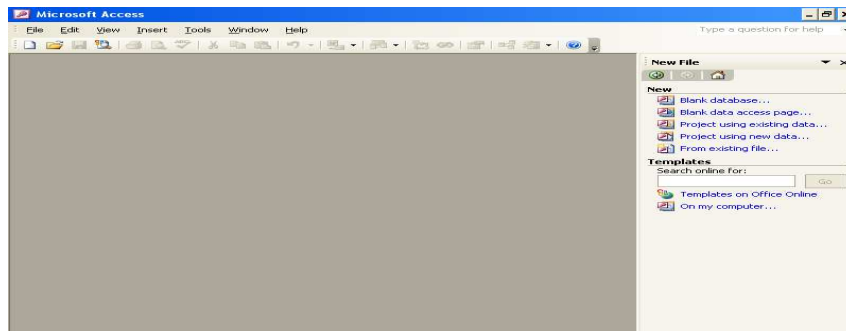 Microsoft Access
File Edit View Insert Tools Window Help
Type a question for help
New File
New
Blank database...
Blank data access page...
Project using existing data...
Project using new data...
From existing file...
Templates
Search online for:
Go
Templates on Office Online
On my computer...